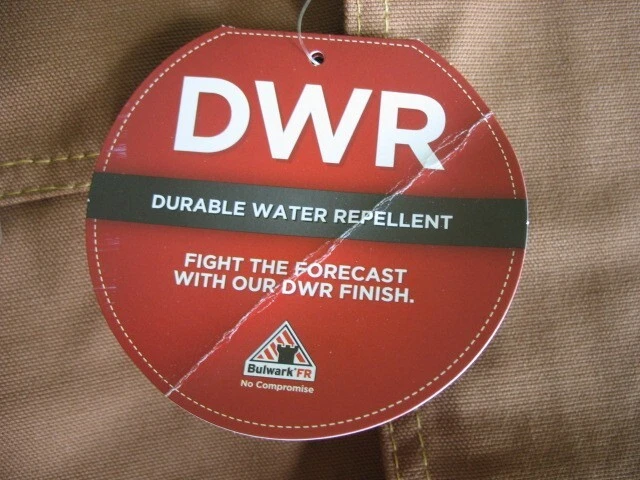 DWR
DURABLE WATER REPELLENT
FIGHT THE FORECAST
WITH OUR DWR FINISH.
Bulwark®FR
No Compromise